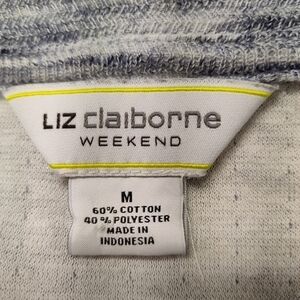 LIZ claiborne
WEEKEND
M
60% COTTON
40% POLYESTER
MADE IN
INDONESIA